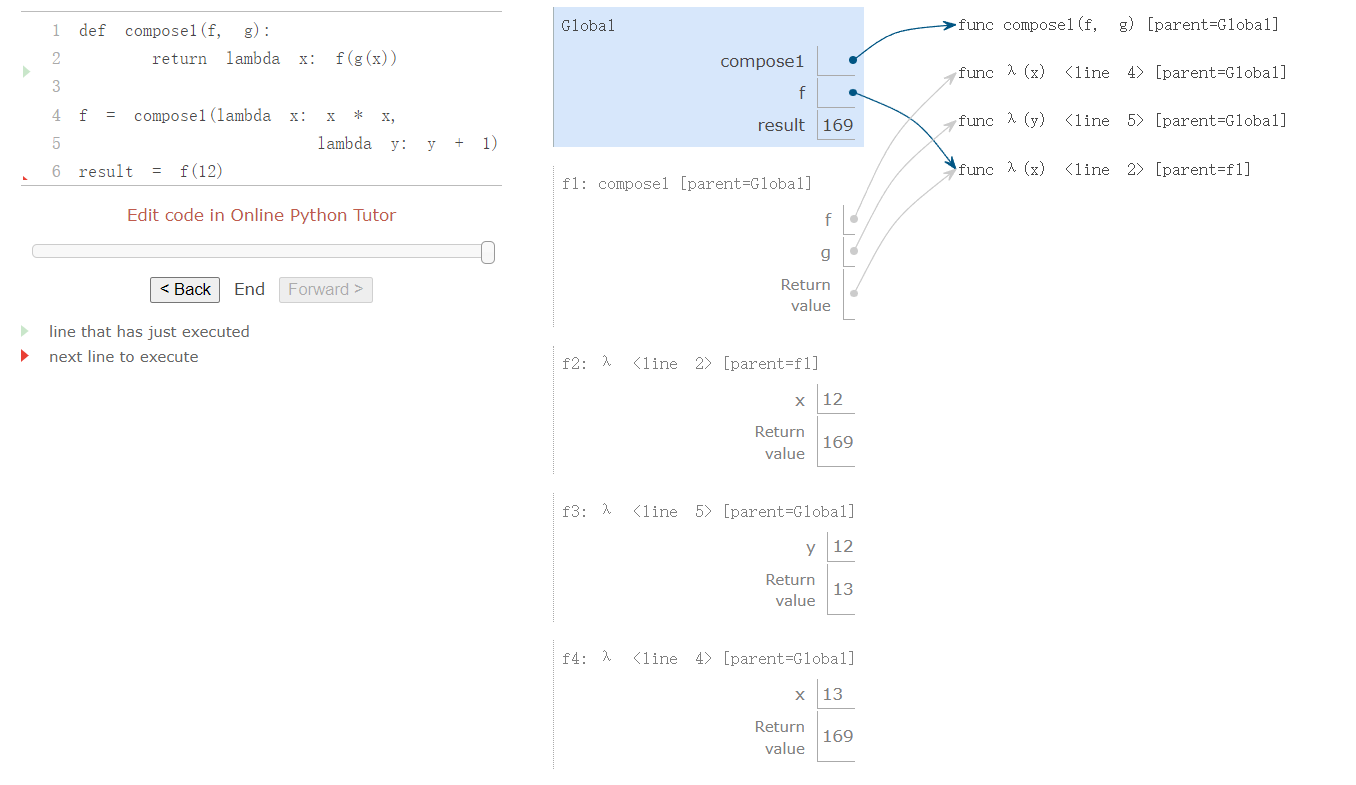 1 def compose1(f, g):
2 return lambda x: f(g(x))
3
4 f = compose1(lambda x: x * x,
5 lambda y: y + 1)
6 result = f(12)
Edit code in Online Python Tutor
< Back End Forward >
line that has just executed
next line to execute
Global
compose1
f
result 169
func compose1(f, g) [parent=Global]
func λ(x) <line 4> [parent=Global]
func λ(y) <line 5> [parent=Global]
func λ(x) <line 2> [parent=f1]
f1: compose1 [parent=Global]
f
g
Return
value
f2: λ <line 2> [parent=f1]
x 12
Return
value 169
f3: λ <line 5> [parent=Global]
y 12
Return
value 13
f4: λ <line 4> [parent=Global]
x 13
Return
value 169